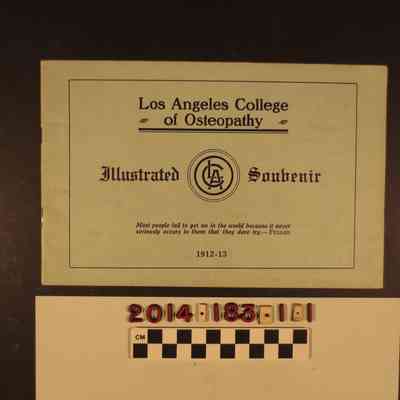 Los Angeles College
of Osteopathy
Illustrated Souvenir
Most people fail to get on in the world because it never
seriously occurs to them that they dare try.—
1912-13
2014.183.1.1
CM